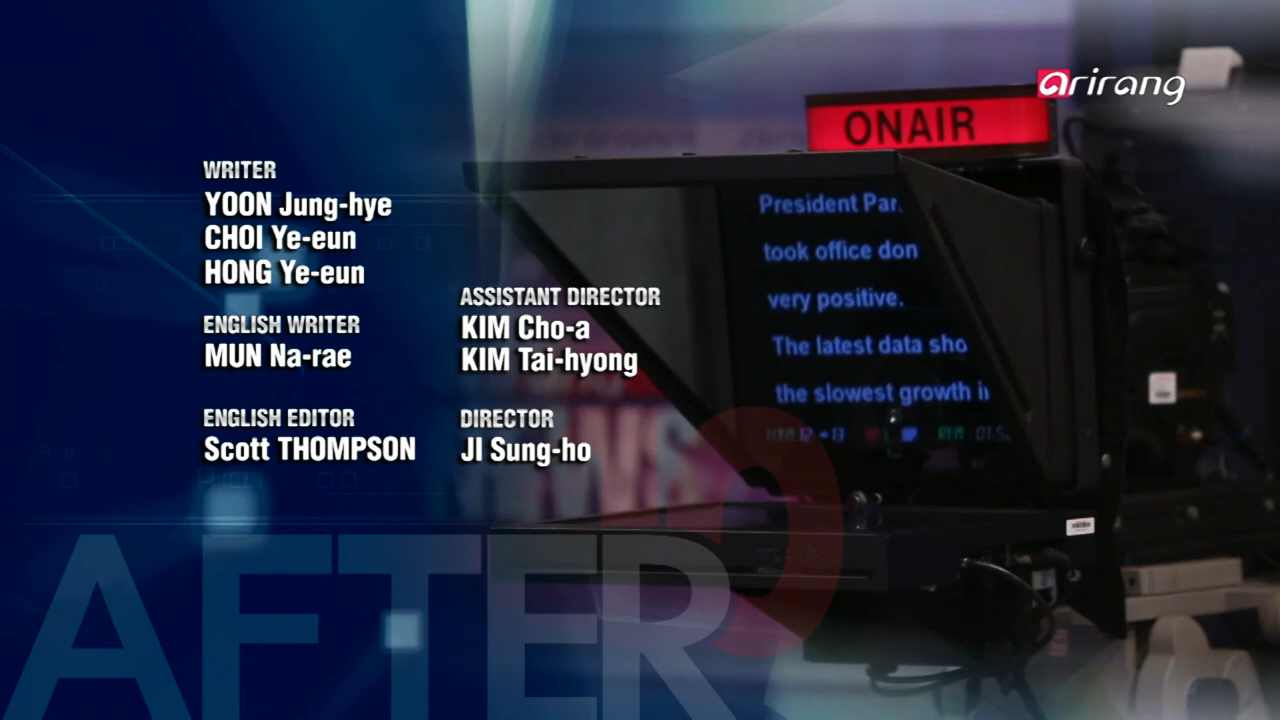 arirang
ONAIR
WRITER
YOON Jung-hye
CHOI Ye-eun
HONG Ye-eun
ENGLISH WRITER
MUN Na-rae
ENGLISH EDITOR
Scott THOMPSON
ASSISTANT DIRECTOR
KIM Cho-a
KIM Tai-hyong
DIRECTOR
JI Sung-ho
President Par
took office don
very positive.
The latest data sho
the slowest growth i
AFTER